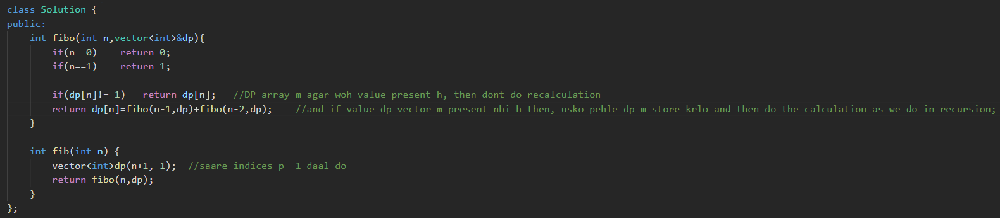 class Solution {
public:
    int fibo(int n,vector<int>&dp){
        if(n==0)    return 0;
        if(n==1)    return 1;

        if(dp[n]!=-1)   return dp[n];   //DP array m agar woh value present h, then dont do recalculation
        return dp[n]=fibo(n-1,dp)+fibo(n-2,dp);    //and if value dp vector m present nhi h then, usko pehle dp m store krlo and then do the calculation as we do in recursion;
    }

    int fib(int n) {
        vector<int>dp(n+1,-1);  //saare indices p -1 daal do
        return fibo(n,dp);
    }
};